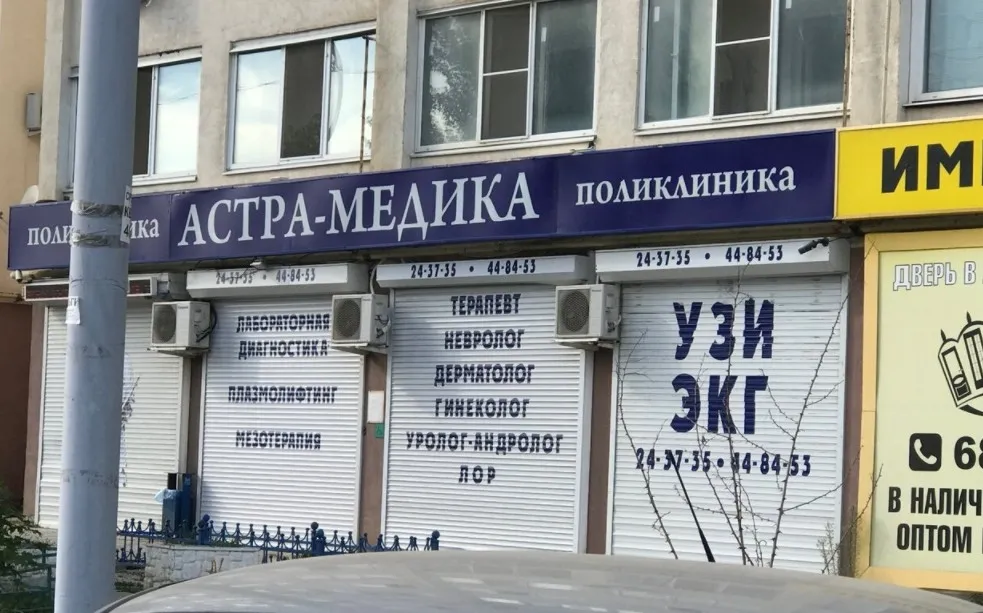 АСТРА-МЕДИКА
поликлиника
24-37-35 • 44-84-53
ЛАБОРАТОРНАЯ
ДИАГНОСТИКА
ПЛАЗМОЛИФТИНГ
МЕЗОТЕРАПИЯ
24-37-35 • 44-84-53
ТЕРАПЕВТ
НЕВРОЛОГ
ДЕРМАТОЛОГ
ГИНЕКОЛОГ
УРОЛОГ-АНДРОЛОГ
ЛОР
24-37-35 • 44-84-53
УЗИ
ЭКГ
24-37-35 • 44-84-53
ДВЕРЬ В
68
В НАЛИЧ
ОПТОМ